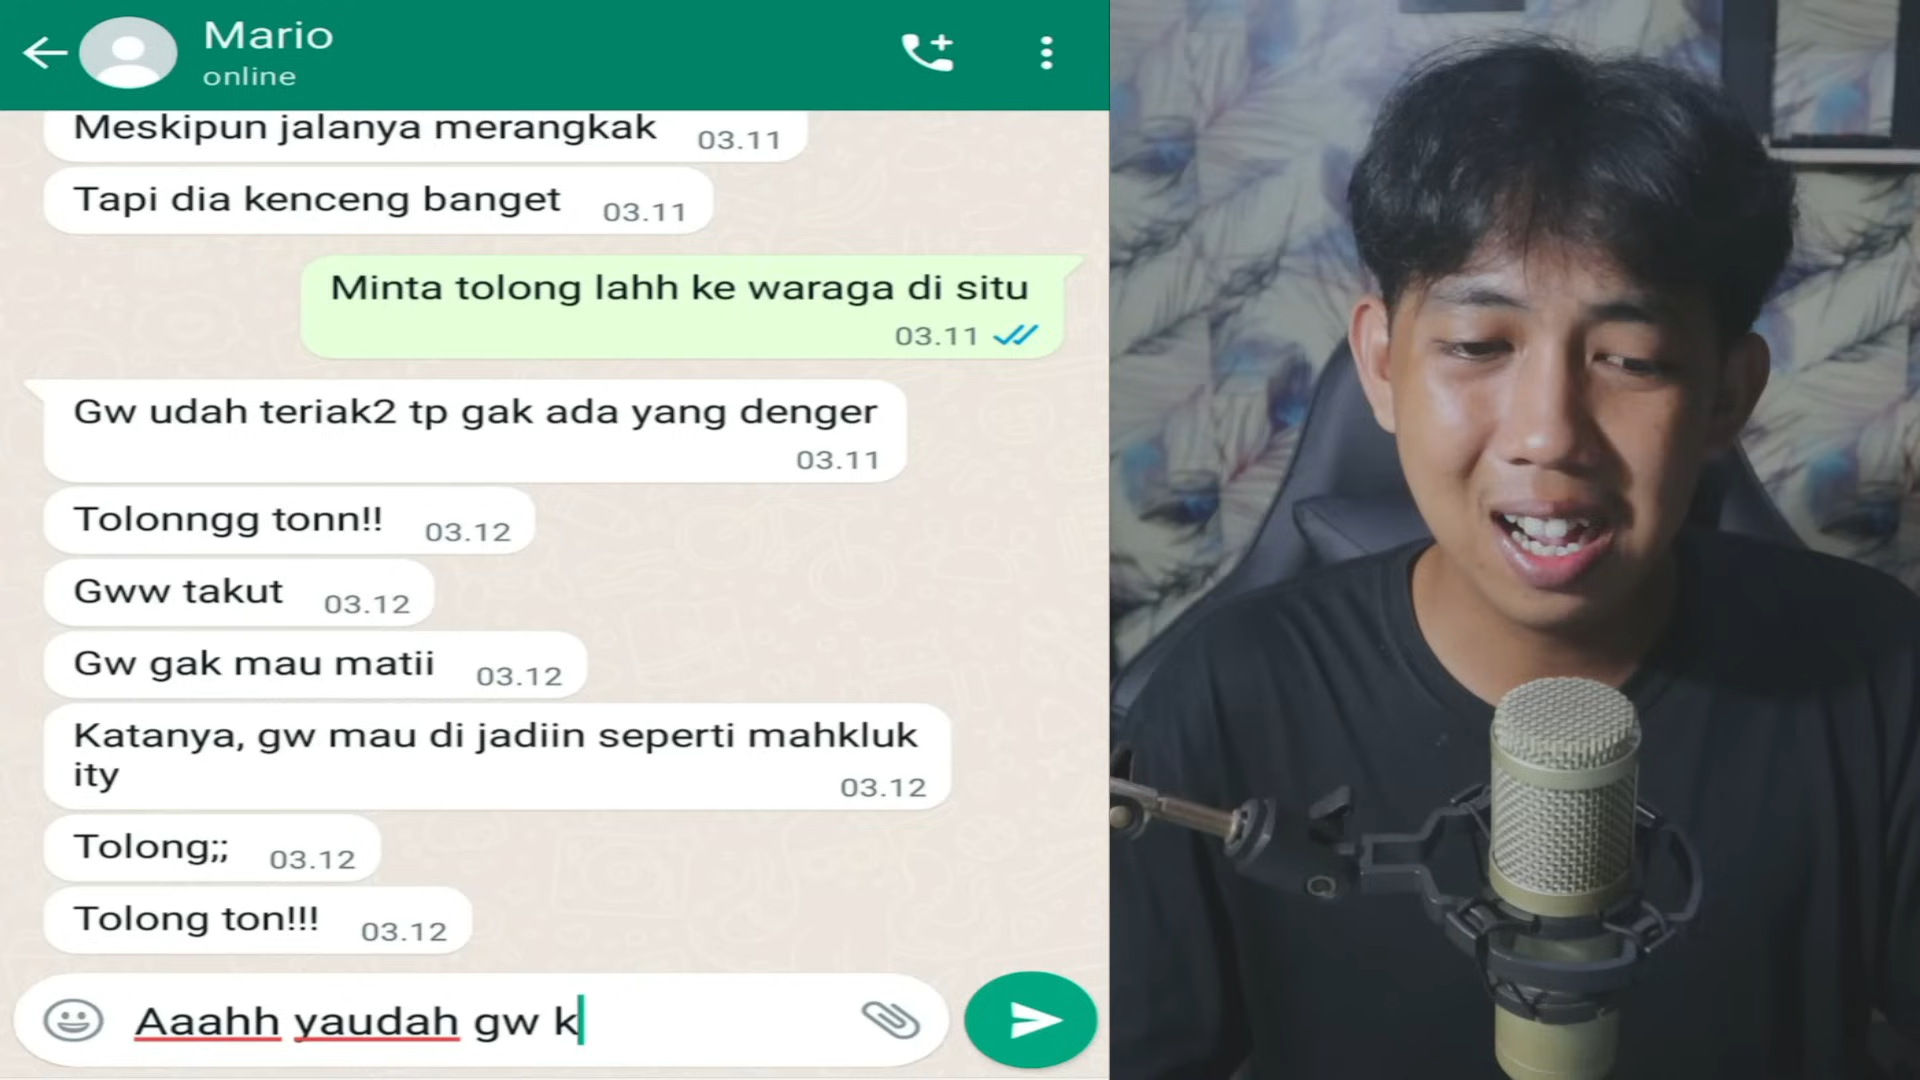 Mario
online
Meskipun jalanya merangkak 03.11
Tapi dia kenceng banget 03.11
Minta tolong lahh ke waraga di situ
03.11
Gw udah teriak2 tp gak ada yang denger
03.11
Tolonngg tonn!! 03.12
Gww takut 03.12
Gw gak mau matii 03.12
Katanya, gw mau di jadiin seperti mahkluk
ity 03.12
Tolong;; 03.12
Tolong ton!!! 03.12
Aaahh yaudah gw k